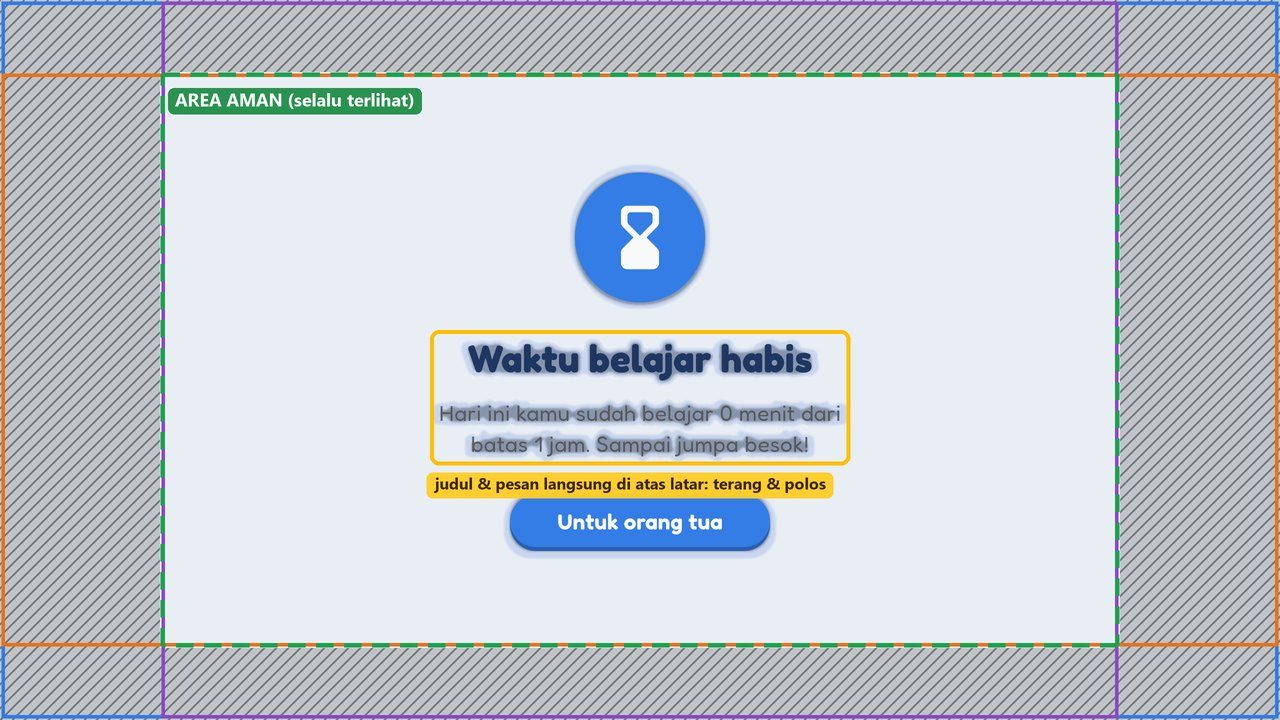 AREA AMAN (selalu terlihat)
Waktu belajar habis
Hari ini kamu sudah belajar 0 menit dari
batas 1 jam. Sampai jumpa besok!
judul & pesan langsung di atas latar: terang & polos
Untuk orang tua